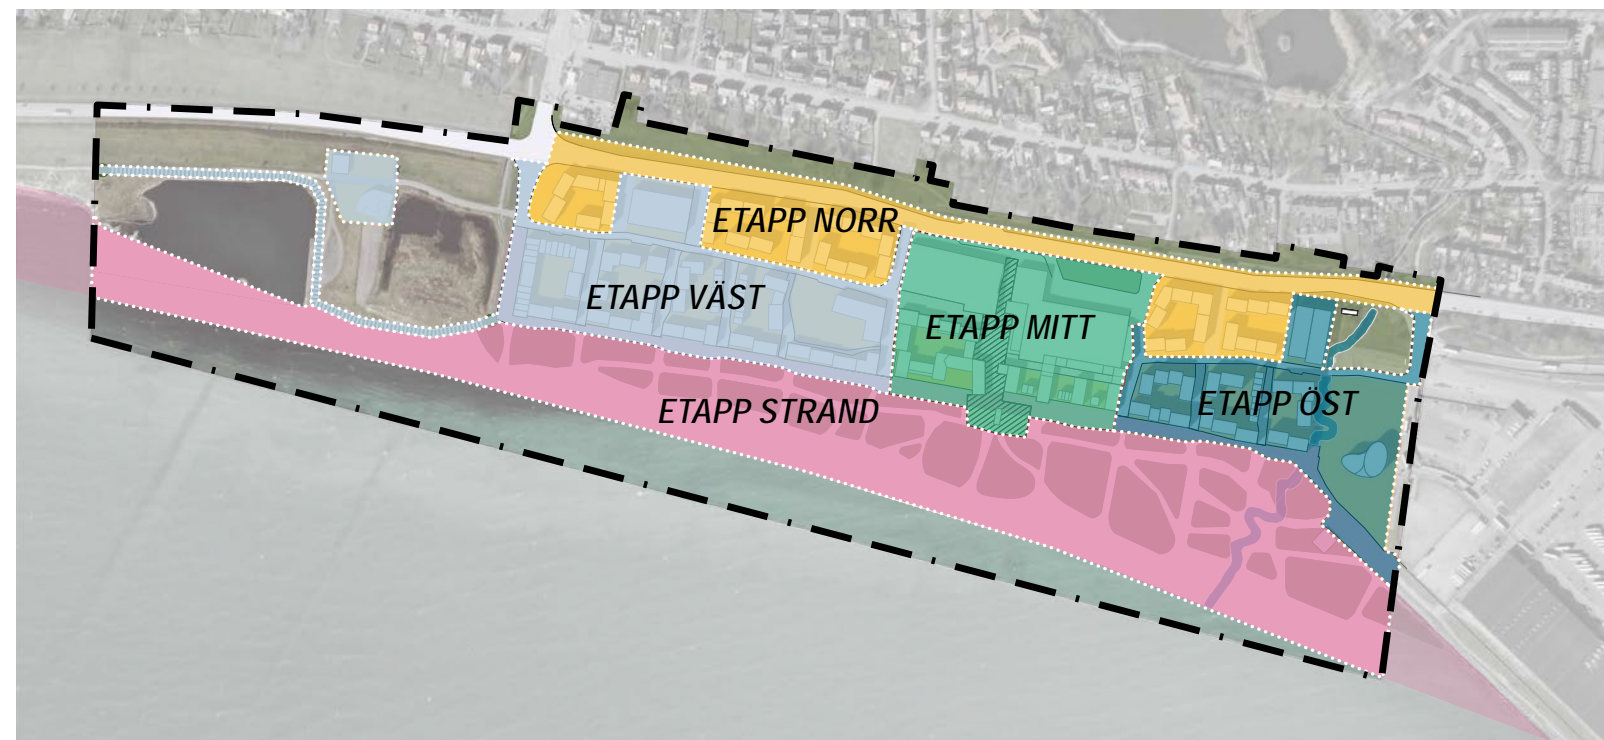 ETAPP NORR
ETAPP VÄST
ETAPP MITT
ETAPP STRAND
ETAPP ÖST